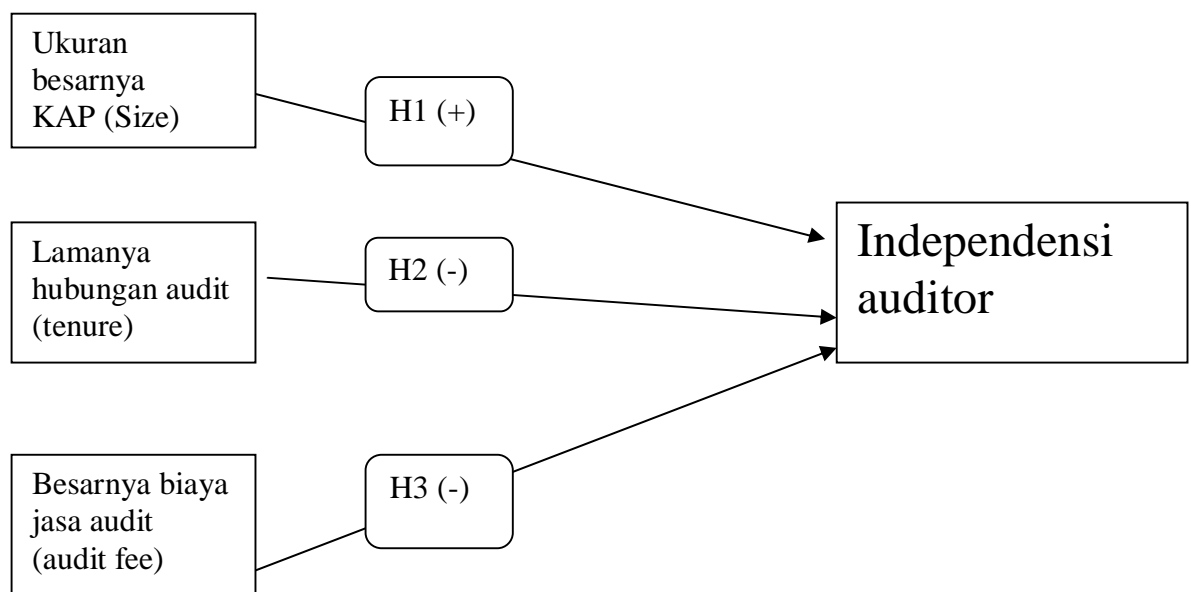 Ukuran
besarnya
KAP (Size)
H1 (+)
Lamanya
hubungan audit
(tenure)
H2 (-)
Independensi
auditor
Besarnya biaya
jasa audit
(audit fee)
H3 (-)